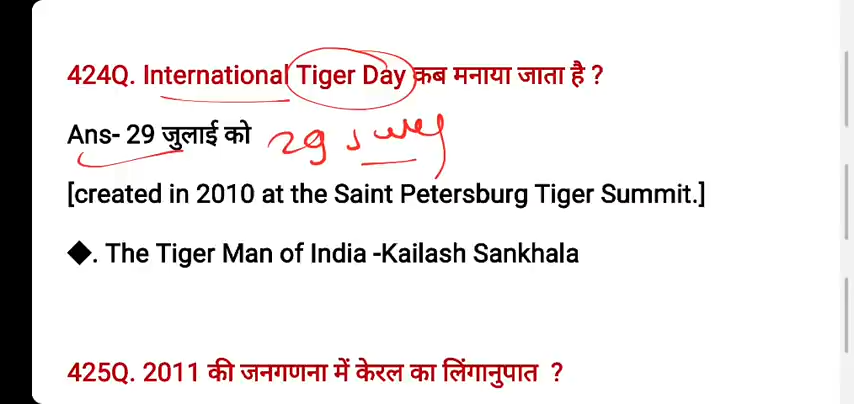 424Q. International Tiger Day कब मनाया जाता है ?
Ans- 29 जुलाई को 29 July
[created in 2010 at the Saint Petersburg Tiger Summit.]
◆. The Tiger Man of India -Kailash Sankhala
425Q. 2011 की जनगणना में केरल का लिंगानुपात ?